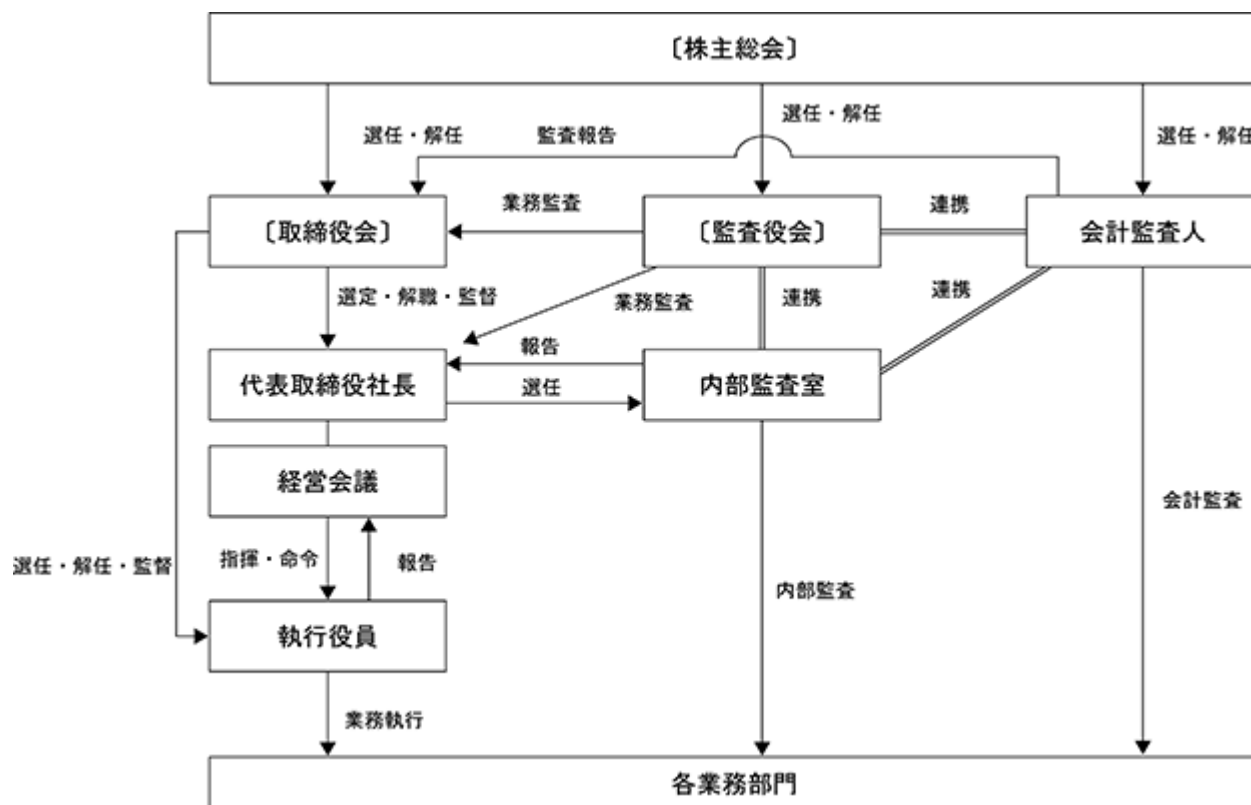 〔株主総会〕
選任・解任
監査報告
選任・解任
選任・解任
〔取締役会〕
業務監査
〔監査役会〕
連携
会計監査人
選定・解職・監督
業務監査
連携
連携
代表取締役社長
報告
選任
内部監査室
経営会議
選任・解任・監督
指揮・命令
報告
内部監査
会計監査
執行役員
業務執行
各業務部門